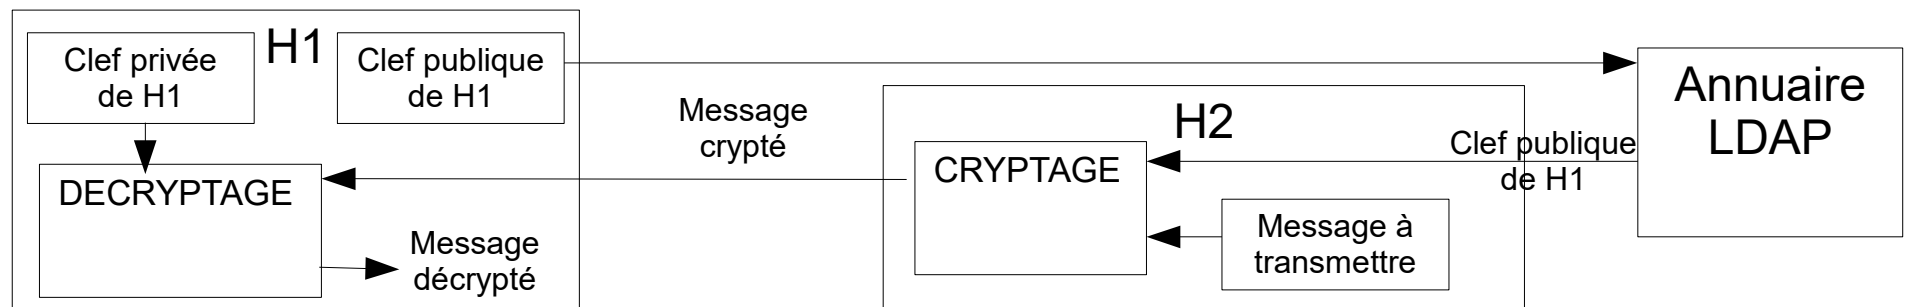 H1
Clef privée
de H1
Clef publique
de H1
DECRYPTAGE
Message
décrypté
Message
crypté
H2
CRYPTAGE
Message à
transmettre
Clef publique
de H1
Annuaire
LDAP